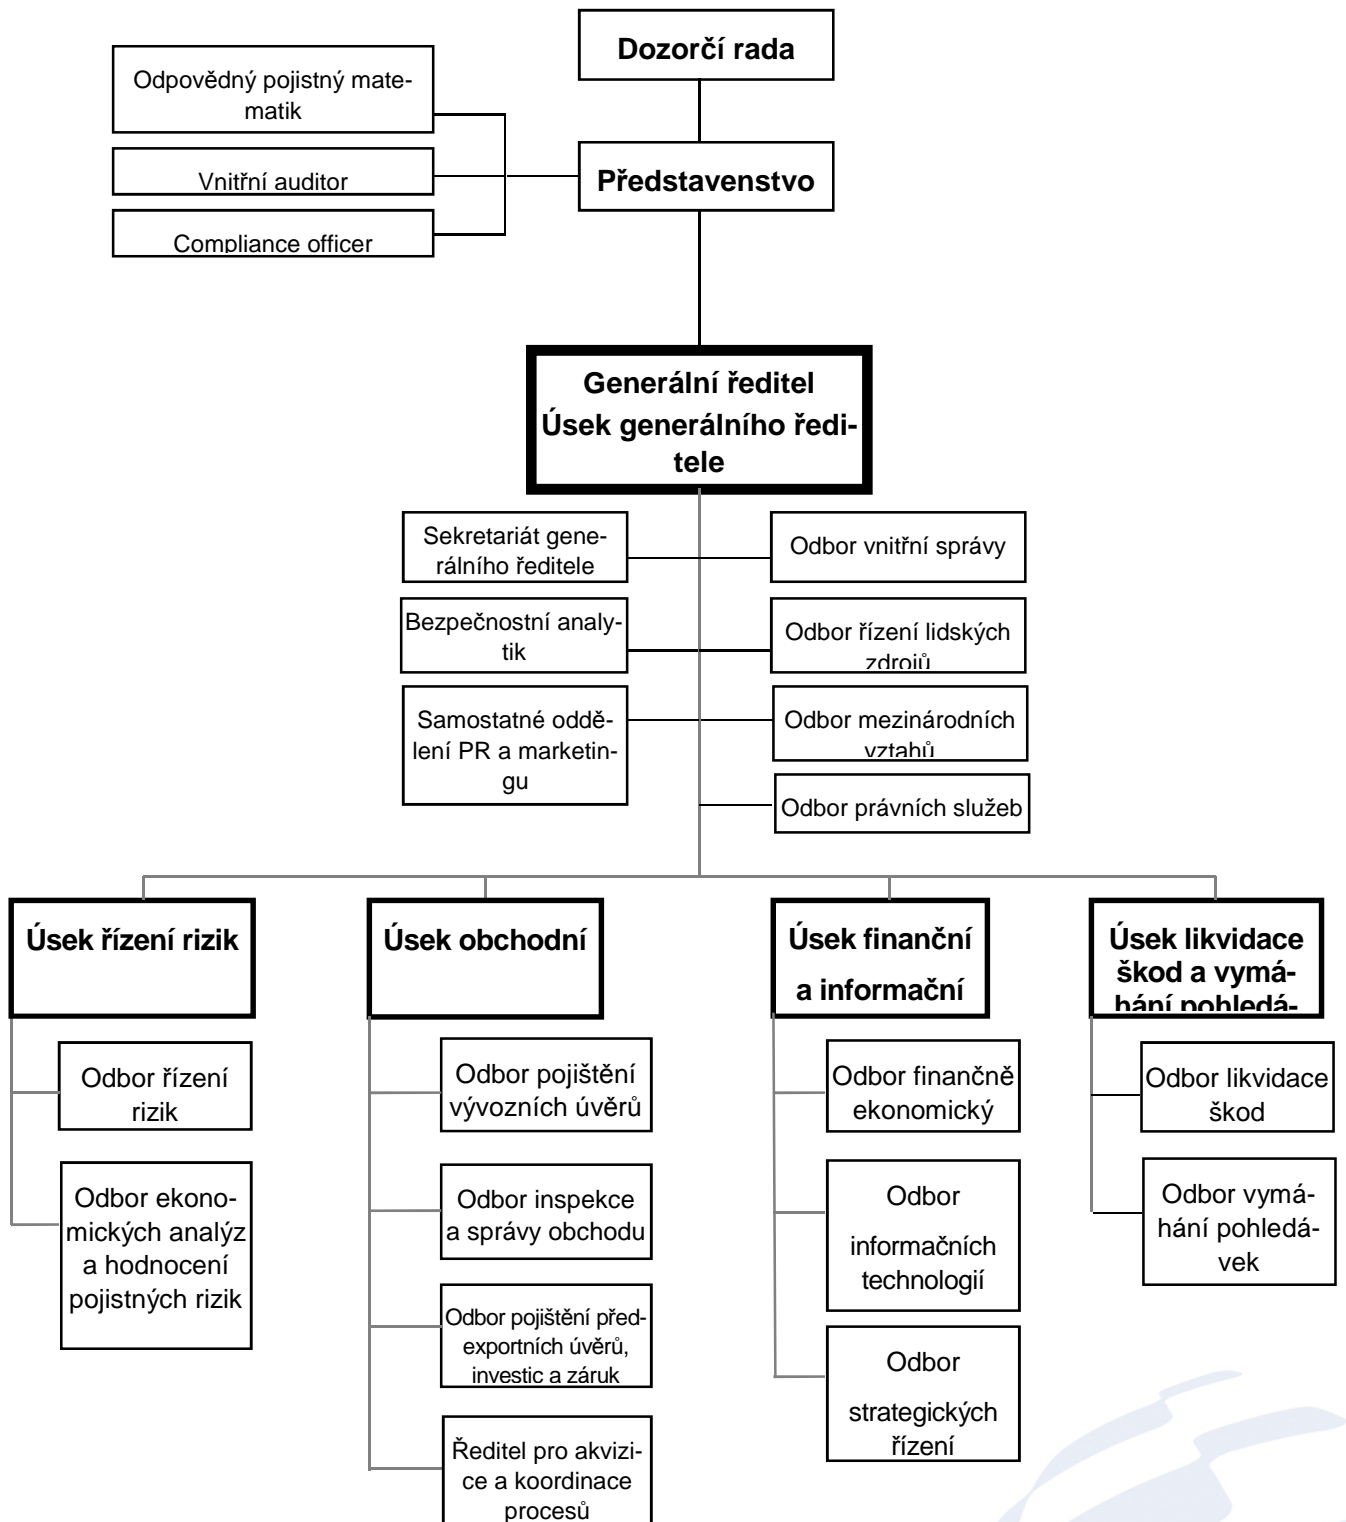 Dozorčí rada
Odpovědný pojistný mate-
matik
Vnitřní auditor
Představenstvo
Compliance officer
Generální ředitel
Úsek generálního ředi-
tele
Sekretariát gene-
rálního ředitele
Odbor vnitřní správy
Bezpečnostní analy-
tik
Odbor řízení lidských
zdrojů
Samostatné oddě-
lení PR a marketin-
gu
Odbor mezinárodních
vztahů
Odbor právních služeb
Úsek řízení rizik
Úsek obchodní
Úsek finanční
a informační
Úsek likvidace
škod a vymá-
hání pohledá-
Odbor řízení
rizik
Odbor ekono-
mických analýz
a hodnocení
pojistných rizik
Odbor pojištění
vývozních úvěrů
Odbor inspekce
a správy obchodu
Odbor pojištění před-
exportních úvěrů,
investic a záruk
Ředitel pro akvizi-
ce a koordinace
procesů
Odbor finančně
ekonomický
Odbor
informačních
technologií
Odbor
strategických
řízení
Odbor likvidace
škod
Odbor vymá-
hání pohledá-
vek